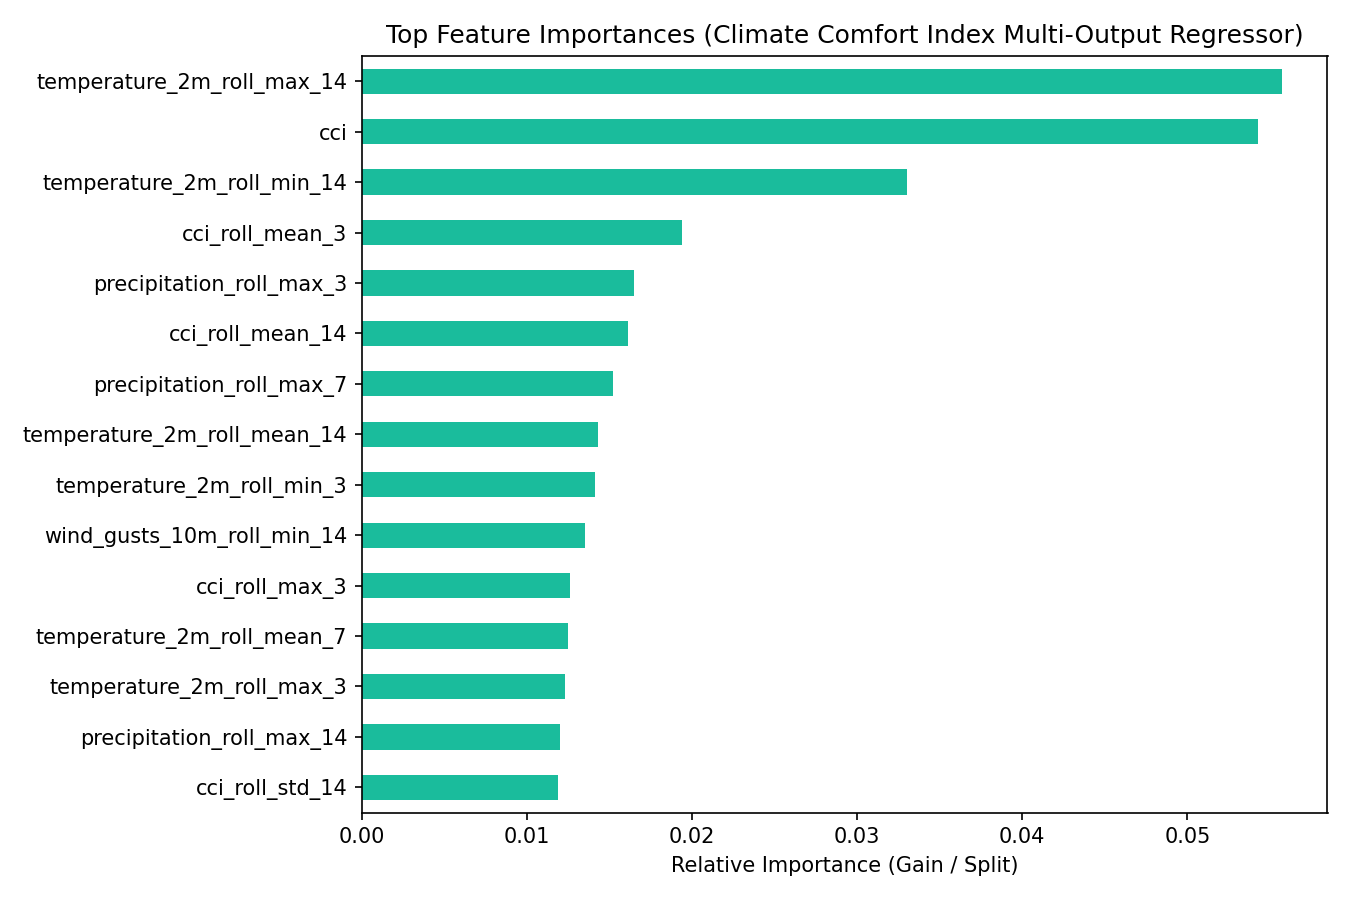 Top Feature Importances (Climate Comfort Index Multi-Output Regressor)
temperature_2m_roll_max_14
cci
temperature_2m_roll_min_14
cci_roll_mean_3
precipitation_roll_max_3
cci_roll_mean_14
precipitation_roll_max_7
temperature_2m_roll_mean_14
temperature_2m_roll_min_3
wind_gusts_10m_roll_min_14
cci_roll_max_3
temperature_2m_roll_mean_7
temperature_2m_roll_max_3
precipitation_roll_max_14
cci_roll_std_14
0.00 0.01 0.02 0.03 0.04 0.05
Relative Importance (Gain / Split)